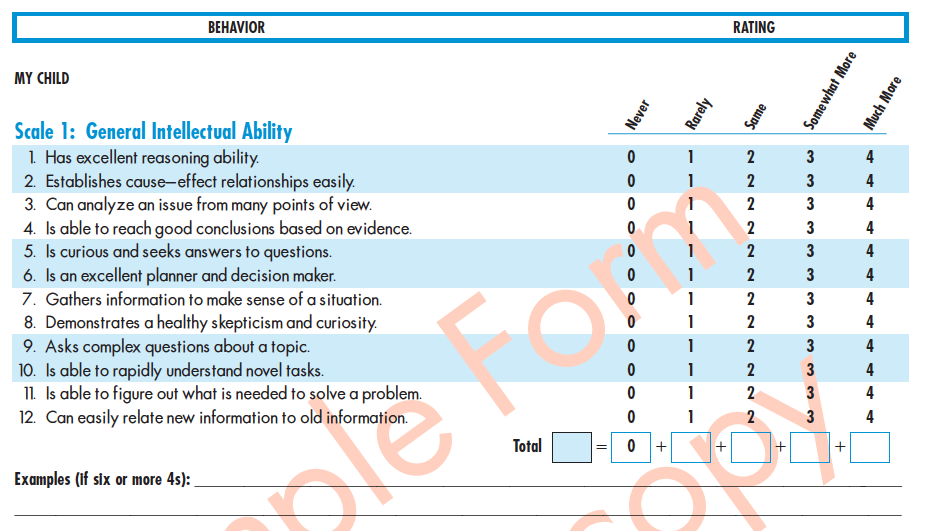 BEHAVIOR RATING
MY CHILD
Never Rarely Same Somewhat More Much More
Scale 1: General Intellectual Ability
1. Has excellent reasoning ability. 0 1 2 3 4
2. Establishes cause–effect relationships easily. 0 1 2 3 4
3. Can analyze an issue from many points of view. 0 1 2 3 4
4. Is able to reach good conclusions based on evidence. 0 1 2 3 4
5. Is curious and seeks answers to questions. 0 1 2 3 4
6. Is an excellent planner and decision maker. 0 1 2 3 4
7. Gathers information to make sense of a situation. 0 1 2 3 4
8. Demonstrates a healthy skepticism and curiosity. 0 1 2 3 4
9. Asks complex questions about a topic. 0 1 2 3 4
10. Is able to rapidly understand novel tasks. 0 1 2 3 4
11. Is able to figure out what is needed to solve a problem. 0 1 2 3 4
12. Can easily relate new information to old information. 0 1 2 3 4
Total = 0 + + + +
Examples (if six or more 4s):
ple Form
opy